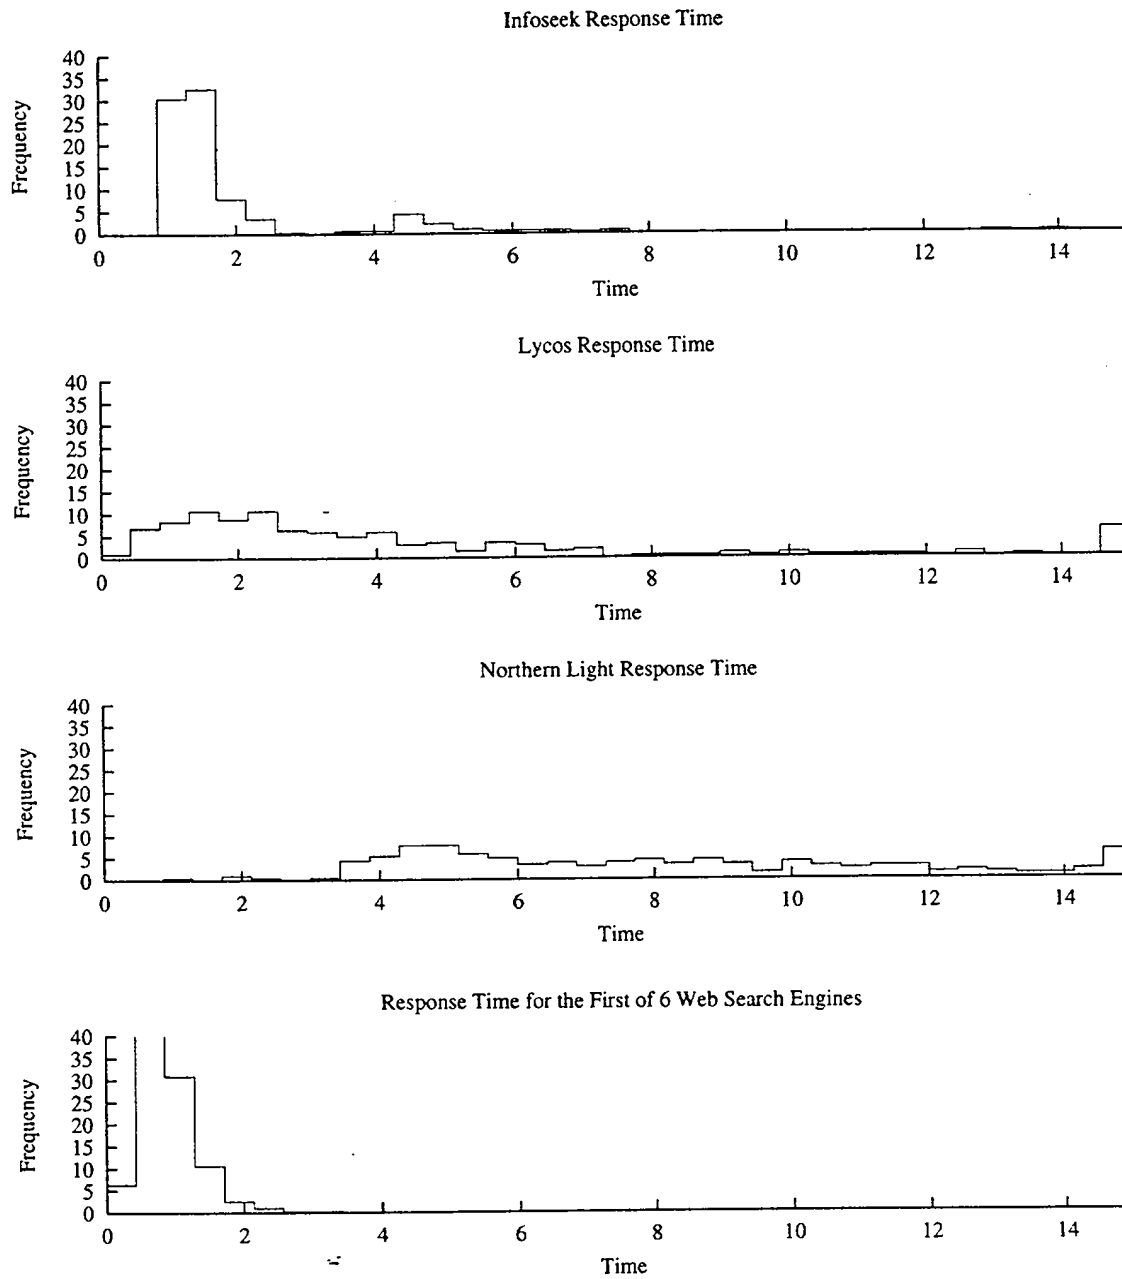 Infoseek Response Time
40
35
30
25
20
15
10
5
0
Frequency
0 2 4 6 8 10 12 14
Time
Lycos Response Time
40
35
30
25
20
15
10
5
0
Frequency
0 2 4 6 8 10 12 14
Time
Northern Light Response Time
40
35
30
25
20
15
10
5
0
Frequency
0 2 4 6 8 10 12 14
Time
Response Time for the First of 6 Web Search Engines
40
35
30
25
20
15
10
5
0
Frequency
0 2 4 6 8 10 12 14
Time